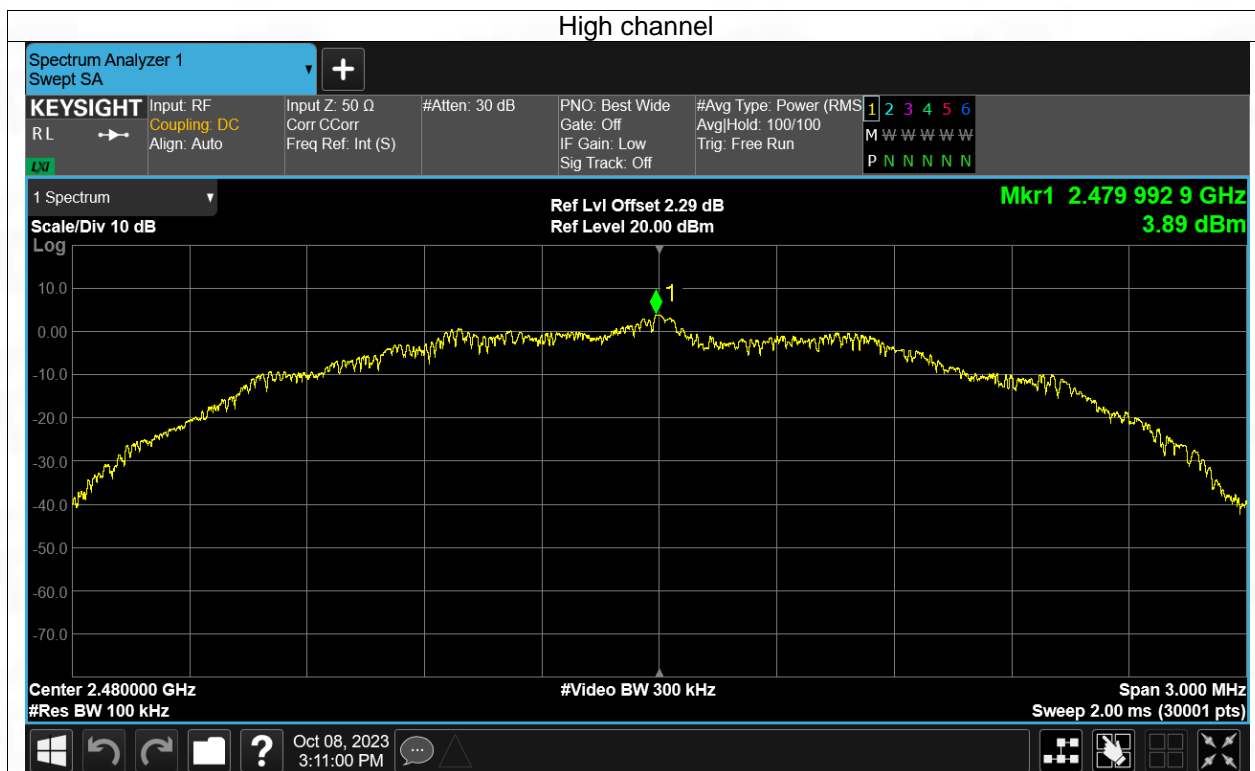 High channel
Spectrum Analyzer 1
Swept SA
KEYSIGHT
RL
LXI
Input: RF
Coupling: DC
Align: Auto
Input Z: 50 Ω
Corr CCorr
Freq Ref: Int (S)
#Atten: 30 dB
PNO: Best Wide
Gate: Off
IF Gain: Low
Sig Track: Off
#Avg Type: Power (RMS
Avg|Hold: 100/100
Trig: Free Run
1 2 3 4 5 6
M W W W W W
P N N N N N
1 Spectrum
Scale/Div 10 dB
Ref Lvl Offset 2.29 dB
Ref Level 20.00 dBm
Mkr1 2.479 992 9 GHz
3.89 dBm
Log
10.0
0.00
-10.0
-20.0
-30.0
-40.0
-50.0
-60.0
-70.0
1
Center 2.480000 GHz
#Res BW 100 kHz
#Video BW 300 kHz
Span 3.000 MHz
Sweep 2.00 ms (30001 pts)
?
Oct 08, 2023
3:11:00 PM